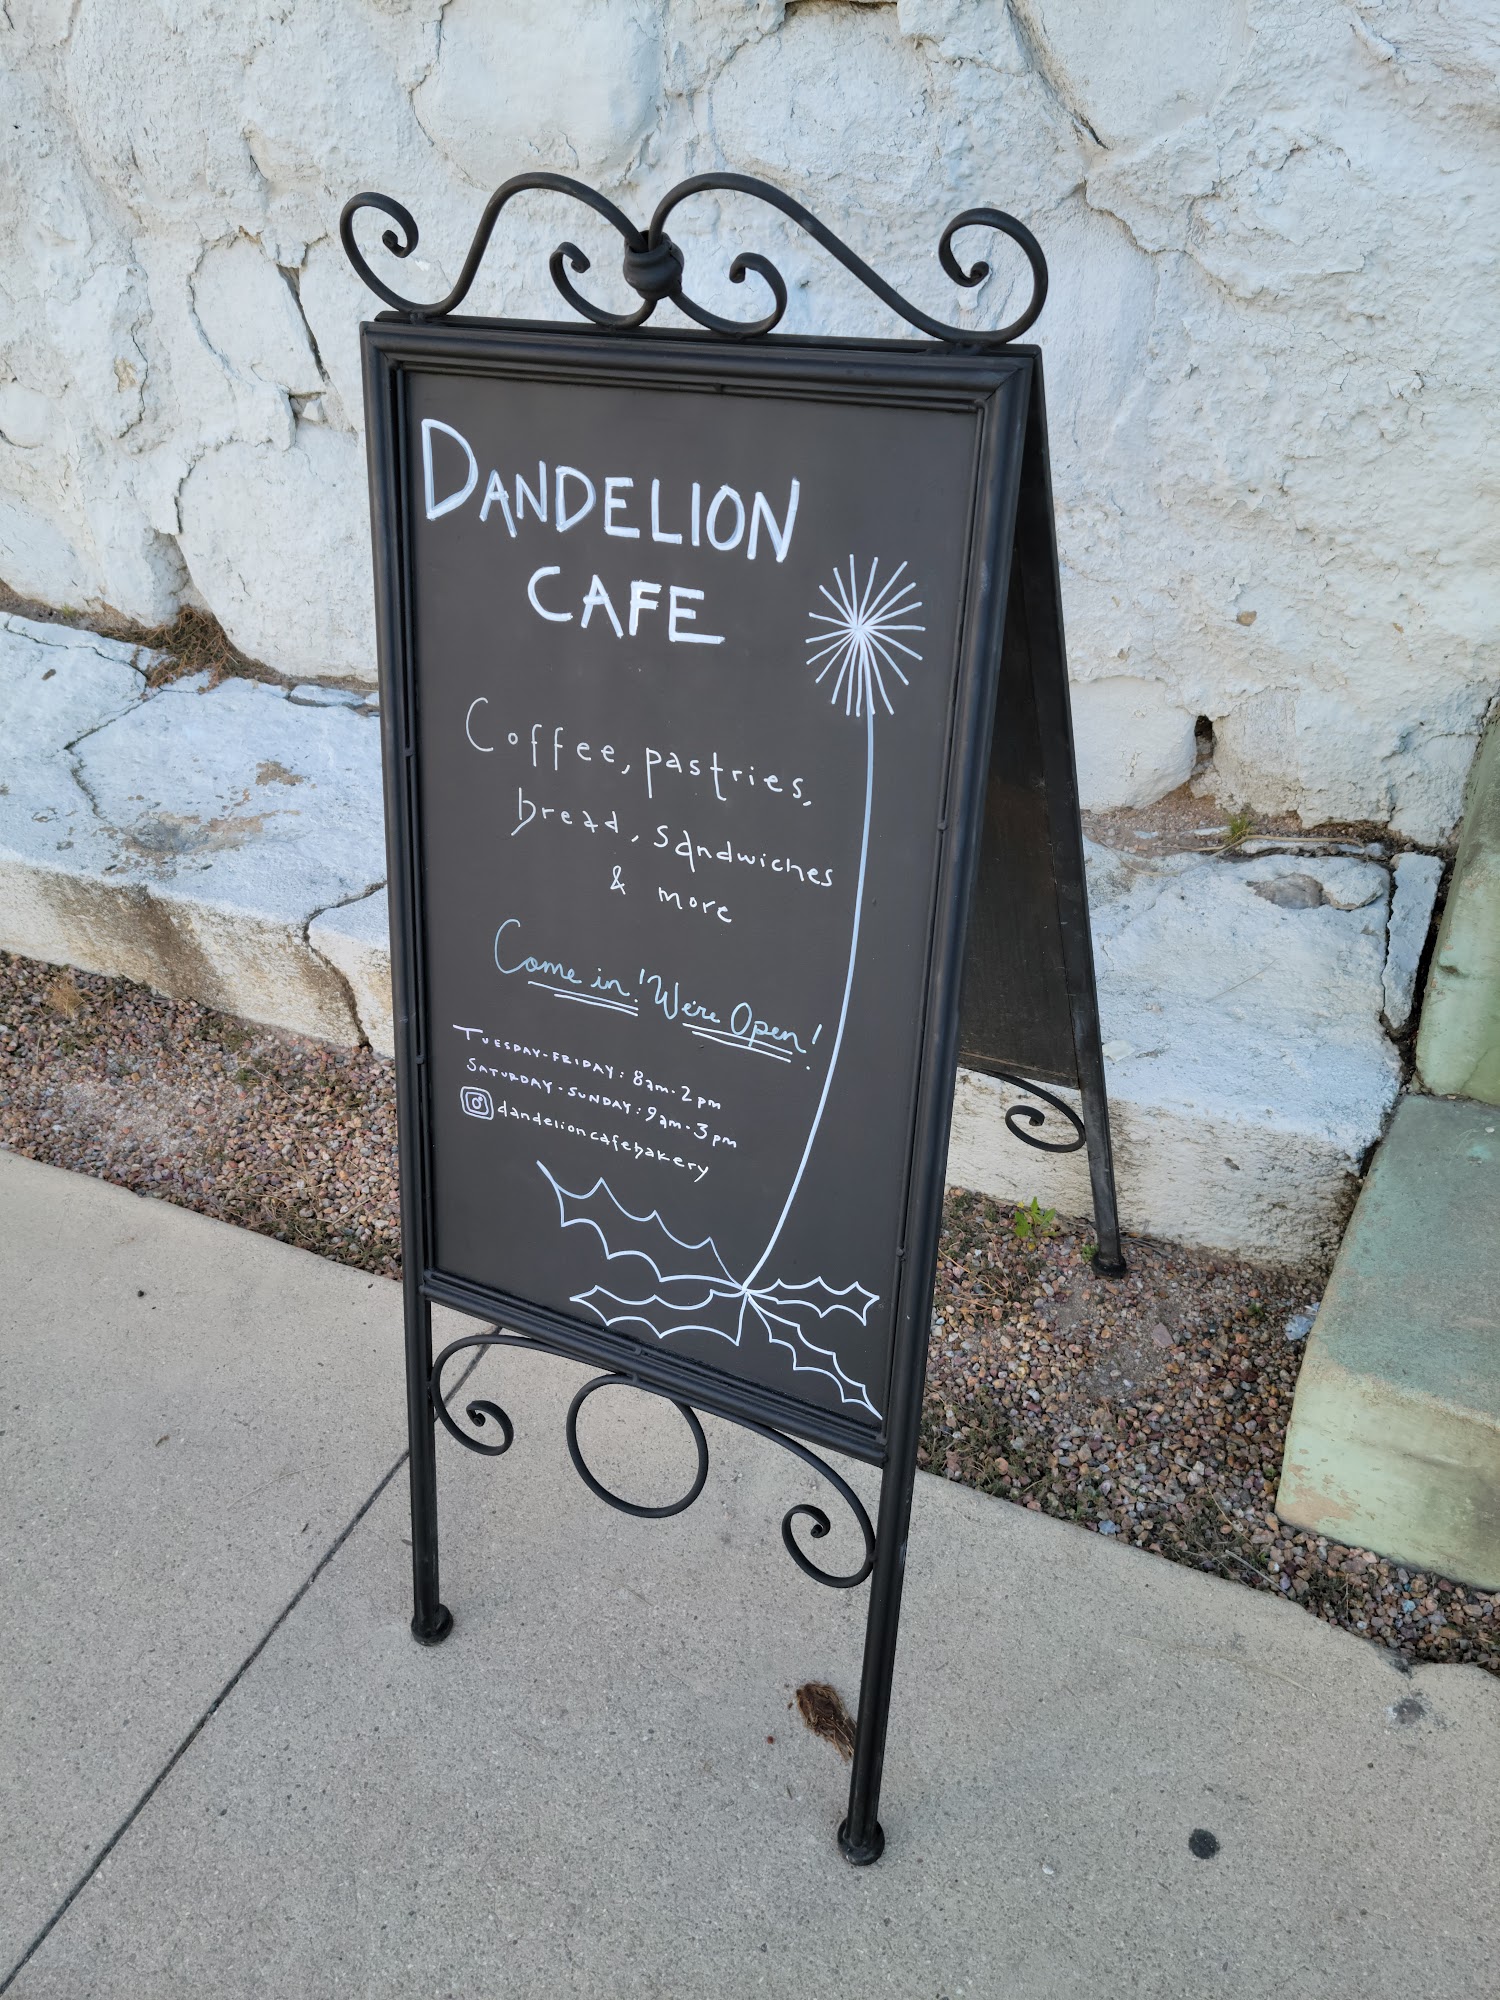 DANDELION
CAFE
Coffee, pastries,
bread, sandwiches
& more
Come in! We're Open!
TUESDAY-FRIDAY: 8am-2pm
SATURDAY-SUNDAY: 9am-3pm
dandelioncafebakery